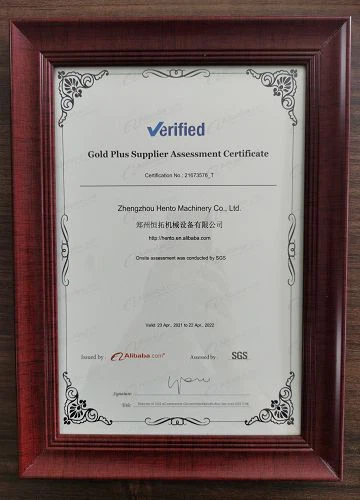 Verified
Gold Plus Supplier Assessment Certificate
Certification No.: 21673576_T
Zhengzhou Hento Machinery Co., Ltd.
郑州恒拓机械设备有限公司
http://hento.en.alibaba.com
Onsite assessment was conducted by SGS
Valid: 23 Apr., 2021 to 22 Apr., 2022
Issued by : Alibaba.com® Assessed by : SGS
Signature
Title